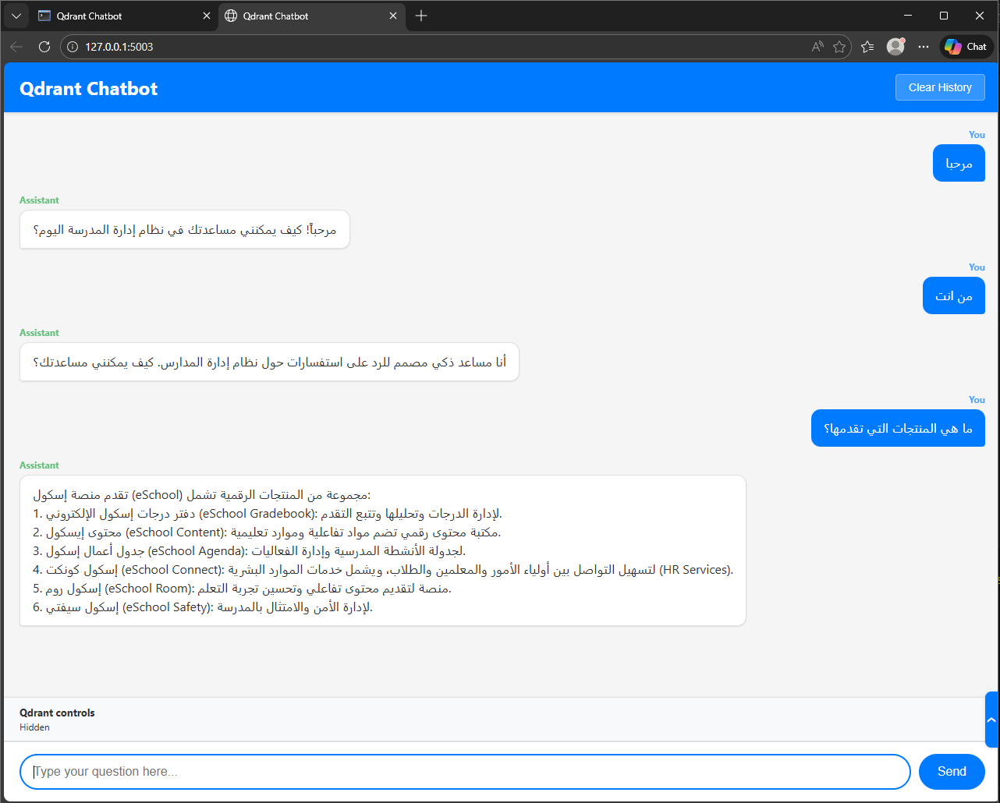 Qdrant Chatbot
Qdrant Chatbot
127.0.0.1:5003
Chat
Qdrant Chatbot
Clear History
You
مرحبا
Assistant
مرحباً! كيف يمكنني مساعدتك في نظام إدارة المدرسة اليوم؟
You
من انت
Assistant
أنا مساعد ذكي مصمم للرد على استفسارات حول نظام إدارة المدارس. كيف يمكنني مساعدتك؟
You
ما هي المنتجات التي تقدمها؟
Assistant
تقدم منصة إسكول (eSchool) مجموعة من المنتجات الرقمية تشمل:
1. دفتر درجات إسكول الإلكتروني (eSchool Gradebook): لإدارة الدرجات وتحليلها وتتبع التقدم.
2. محتوى إيسكول (eSchool Content): مكتبة محتوى رقمي تضم مواد تفاعلية وموارد تعليمية.
3. جدول أعمال إسكول (eSchool Agenda): لجدولة الأنشطة المدرسية وإدارة الفعاليات.
4. إسكول كونكت (eSchool Connect): لتسهيل التواصل بين أولياء الأمور والمعلمين والطلاب، ويشمل خدمات الموارد البشرية (HR Services).
5. إسكول روم (eSchool Room): منصة لتقديم محتوى تفاعلي وتحسين تجربة التعلم.
6. إسكول سيفتي (eSchool Safety): لإدارة الأمن والامتثال بالمدرسة.
Qdrant controls
Hidden
Type your question here...
Send